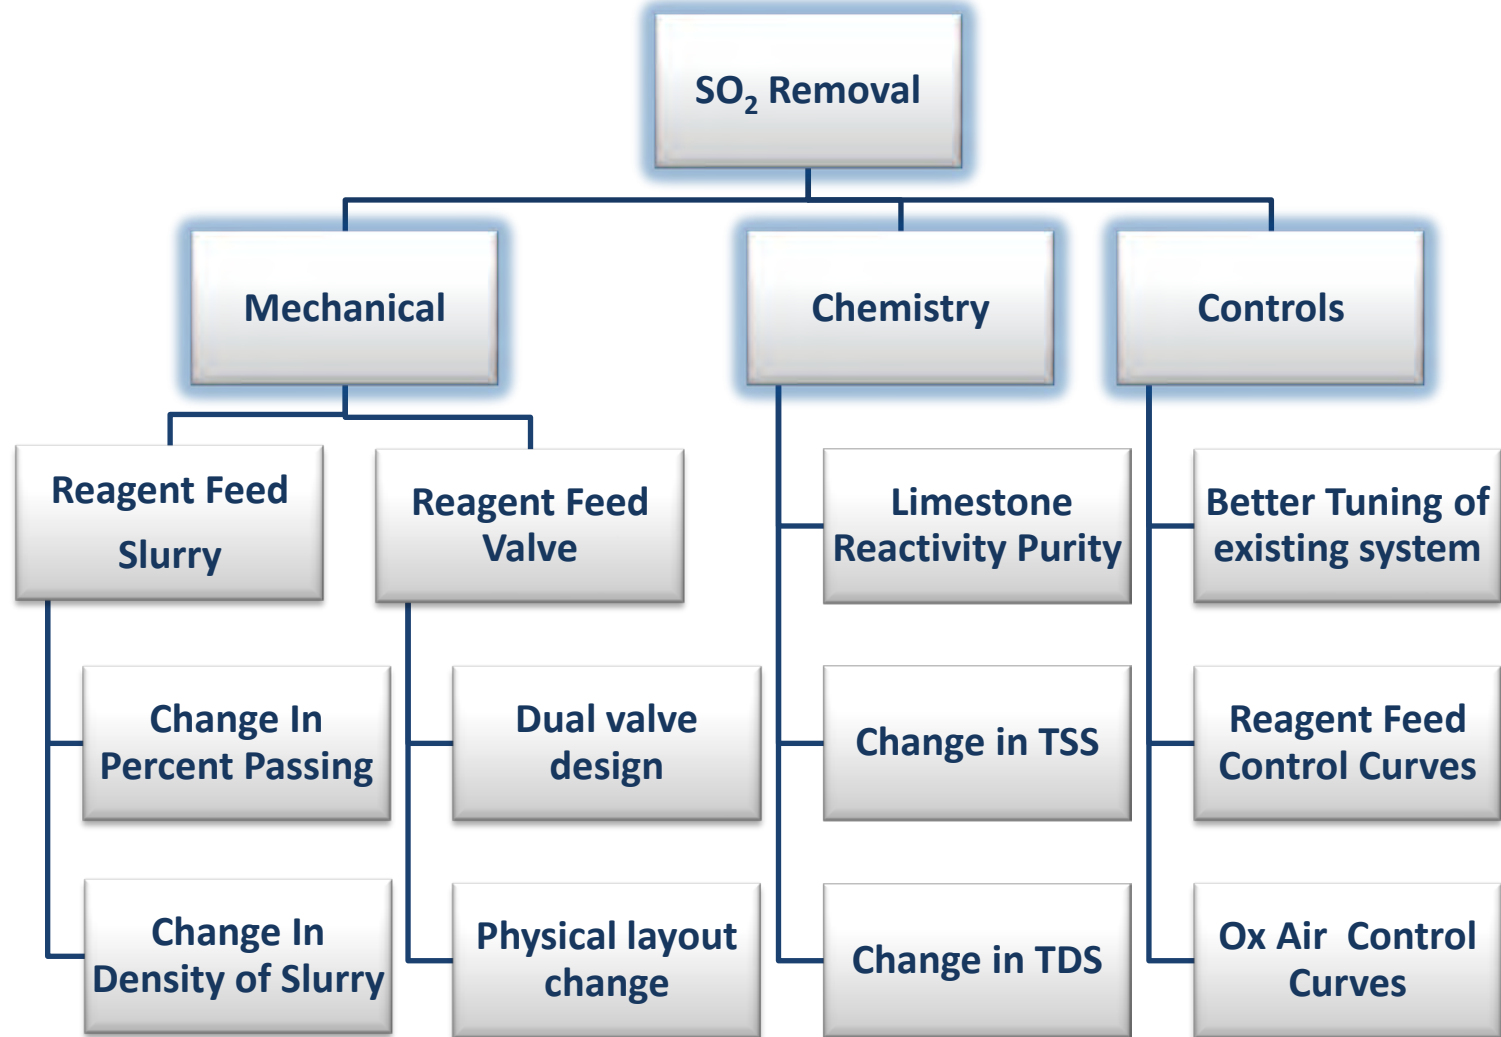 SO₂ Removal
Mechanical
Chemistry
Controls
Reagent Feed
Slurry
Reagent Feed
Valve
Limestone
Reactivity Purity
Better Tuning of
existing system
Change In
Percent Passing
Dual valve
design
Change in TSS
Reagent Feed
Control Curves
Change In
Density of Slurry
Physical layout
change
Change in TDS
Ox Air  Control
Curves